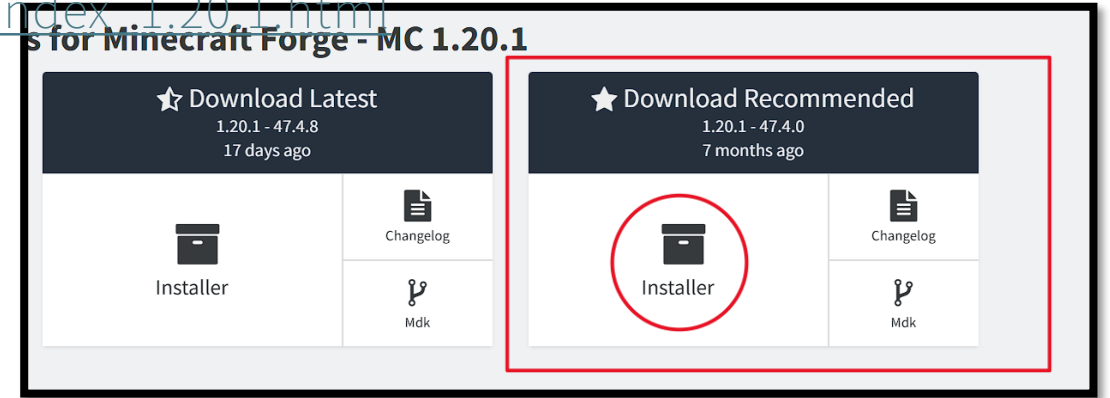 ndex_1.20.1.html
s for Minecraft Forge - MC 1.20.1
Download Latest
1.20.1 - 47.4.8
17 days ago
Installer
Changelog
Mdk
Download Recommended
1.20.1 - 47.4.0
7 months ago
Installer
Changelog
Mdk